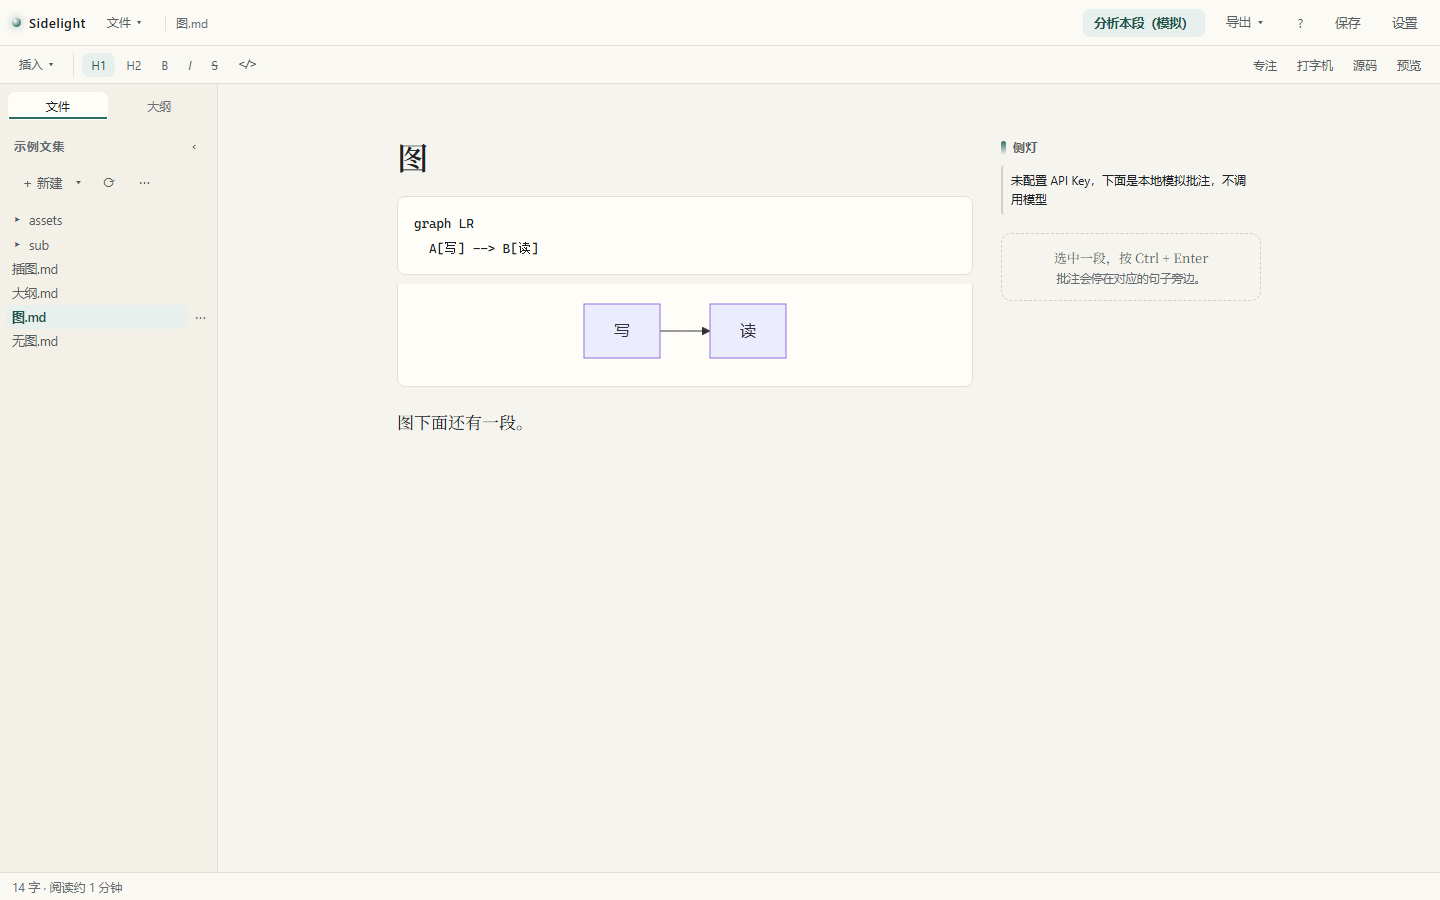 Sidelight 文件 图.md 分析本段（模拟） 导出 ? 保存 设置
插入 H1 H2 B I S </> 专注 打字机 源码 预览
文件 大纲
示例文集
+ 新建 ...
assets
sub
插图.md
大纲.md
图.md ...
无图.md
图
graph LR
A[写] --> B[读]
写 读
图下面还有一段。
侧灯
未配置 API Key，下面是本地模拟批注，不调
用模型
选中一段，按 Ctrl + Enter
批注会停在对应的句子旁边。
14 字 · 阅读约 1 分钟